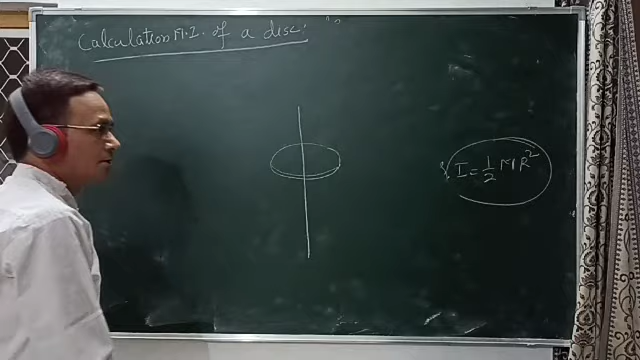 Calculation M.I. of a disc:
I = 1/2 MR²